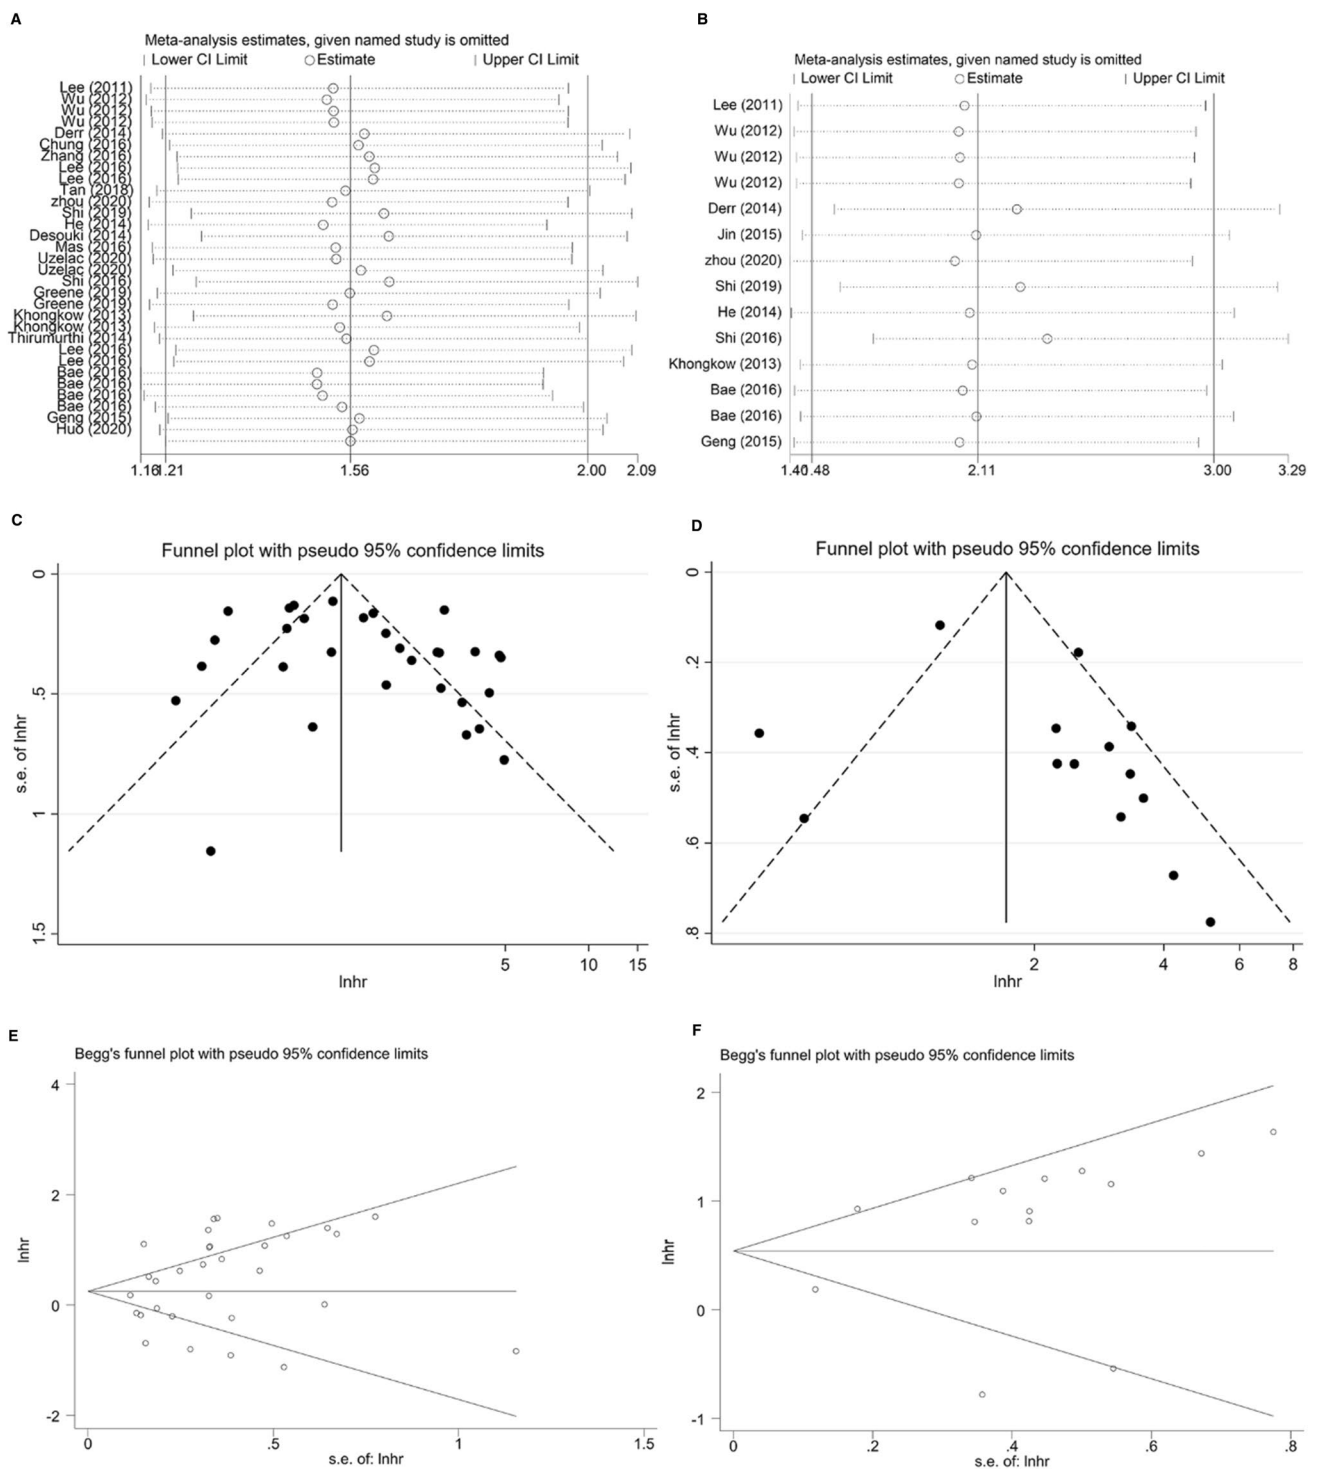 A
Meta-analysis estimates, given named study is omitted
| Lower CI Limit ○ Estimate | Upper CI Limit
Lee (2011)
Wu (2012)
Wu (2012)
Wu (2012)
Derr (2014)
Chung (2016)
Zhang (2016)
Lee (2016)
Lee (2016)
Tan (2018)
zhou (2020)
Shi (2019)
He (2014)
Desouki (2014)
Mas (2016)
Uzelac (2020)
Uzelac (2020)
Shi (2016)
Greene (2019)
Greene (2019)
Khongkow (2013)
Khongkow (2013)
Thirumurthi (2014)
Lee (2016)
Lee (2016)
Bae (2016)
Bae (2016)
Bae (2016)
Bae (2016)
Geng (2015)
Huo (2020)
1.21 1.56 2.00 2.09
B
Meta-analysis estimates, given named study is omitted
| Lower CI Limit ○ Estimate | Upper CI Limit
Lee (2011)
Wu (2012)
Wu (2012)
Wu (2012)
Derr (2014)
Jin (2015)
zhou (2020)
Shi (2019)
He (2014)
Shi (2016)
Khongkow (2013)
Bae (2016)
Bae (2016)
Geng (2015)
1.48 2.11 3.00 3.29
C
Funnel plot with pseudo 95% confidence limits
s.e. of lnhr
0
.5
1
1.5
5 10 15
lnhr
D
Funnel plot with pseudo 95% confidence limits
s.e. of lnhr
0
.2
.4
.6
.8
2 4 6 8
lnhr
E
Begg's funnel plot with pseudo 95% confidence limits
lnhr
4
2
0
-2
0 .5 1 1.5
s.e. of: lnhr
F
Begg's funnel plot with pseudo 95% confidence limits
lnhr
2
1
0
-1
0 .2 .4 .6 .8
s.e. of: lnhr